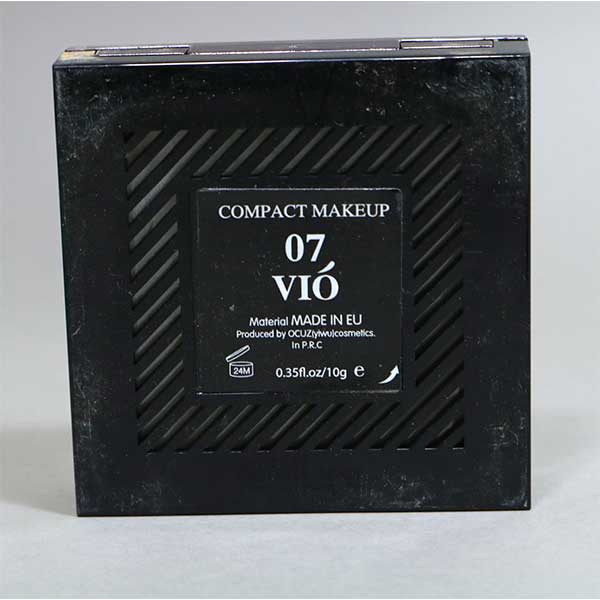 COMPACT MAKEUP
07
VIÓ
Material MADE IN EU
Produced by OCUZ(yiwu)cosmetics.
In P.R.C
24M 0.35fl.oz/10g e